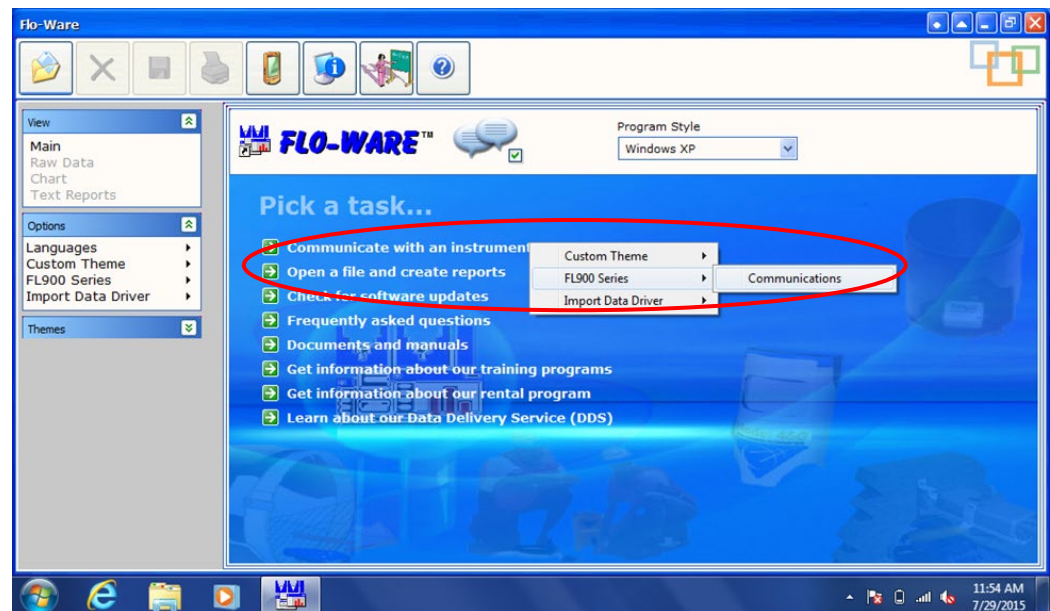 Flo-Ware
View
Main
Raw Data
Chart
Text Reports
Options
Languages
Custom Theme
FL900 Series
Import Data Driver
Themes
FLO-WARE™
Program Style
Windows XP
Pick a task...
Communicate with an instrument
Open a file and create reports
Check for software updates
Frequently asked questions
Documents and manuals
Get information about our training programs
Get information about our rental program
Learn about our Data Delivery Service (DDS)
Custom Theme
FL900 Series
Import Data Driver
Communications
11:54 AM
7/29/2015